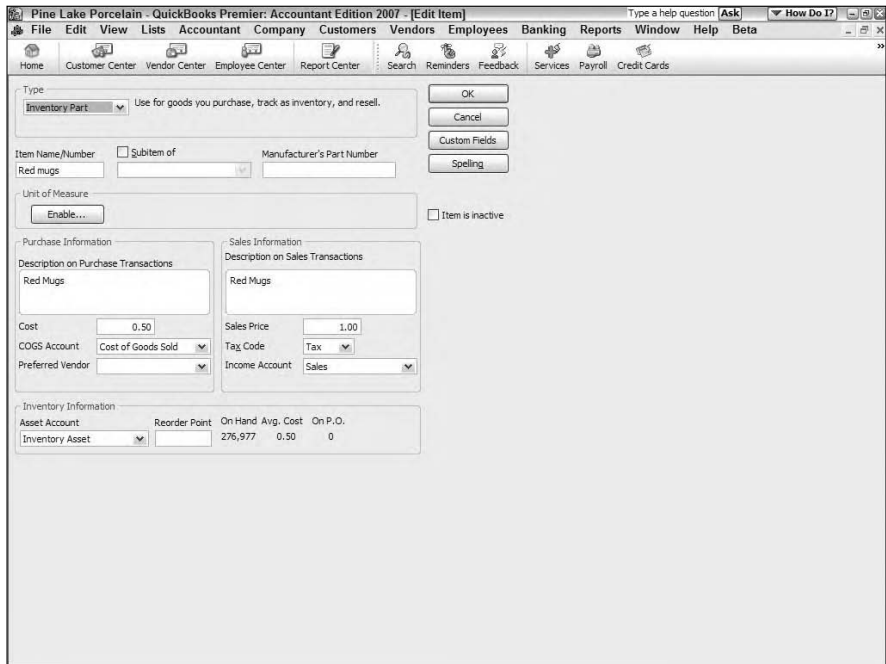 Pine Lake Porcelain - QuickBooks Premier: Accountant Edition 2007 - [Edit Item]
Type a help question Ask
How Do I?
File Edit View Lists Accountant Company Customers Vendors Employees Banking Reports Window Help Beta
Home Customer Center Vendor Center Employee Center Report Center Search Reminders Feedback Services Payroll Credit Cards
Type
Inventory Part
Use for goods you purchase, track as inventory, and resell.
OK
Cancel
Custom Fields
Spelling
Item Name/Number
Subitem of
Manufacturer's Part Number
Red mugs
Unit of Measure
Enable...
Item is inactive
Purchase Information
Description on Purchase Transactions
Red Mugs
Cost 0.50
COGS Account Cost of Goods Sold
Preferred Vendor
Sales Information
Description on Sales Transactions
Red Mugs
Sales Price 1.00
Tax Code Tax
Income Account Sales
Inventory Information
Asset Account Reorder Point On Hand Avg. Cost On P.O.
Inventory Asset 276,977 0.50 0